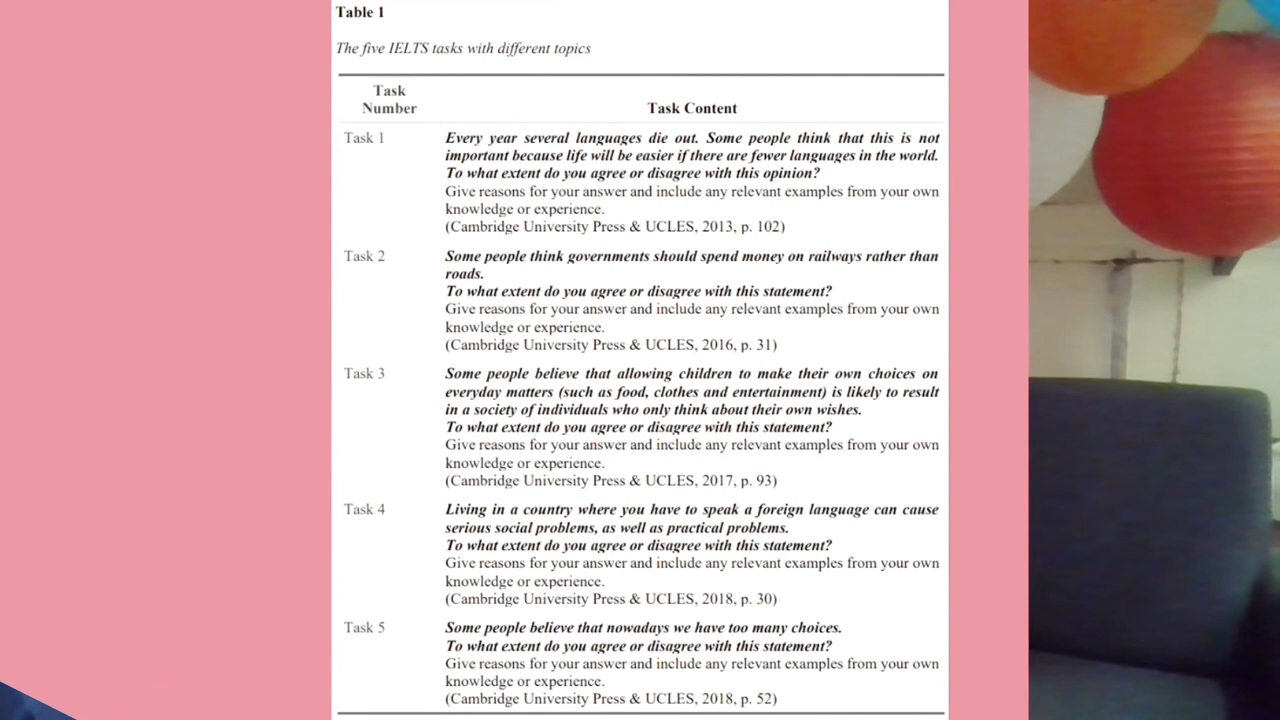 Table 1
The five IELTS tasks with different topics
Task
Number
Task Content
Task 1
Every year several languages die out. Some people think that this is not
important because life will be easier if there are fewer languages in the world.
To what extent do you agree or disagree with this opinion?
Give reasons for your answer and include any relevant examples from your own
knowledge or experience.
(Cambridge University Press & UCLES, 2013, p. 102)
Task 2
Some people think governments should spend money on railways rather than
roads.
To what extent do you agree or disagree with this statement?
Give reasons for your answer and include any relevant examples from your own
knowledge or experience.
(Cambridge University Press & UCLES, 2016, p. 31)
Task 3
Some people believe that allowing children to make their own choices on
everyday matters (such as food, clothes and entertainment) is likely to result
in a society of individuals who only think about their own wishes.
To what extent do you agree or disagree with this statement?
Give reasons for your answer and include any relevant examples from your own
knowledge or experience.
(Cambridge University Press & UCLES, 2017, p. 93)
Task 4
Living in a country where you have to speak a foreign language can cause
serious social problems, as well as practical problems.
To what extent do you agree or disagree with this statement?
Give reasons for your answer and include any relevant examples from your own
knowledge or experience.
(Cambridge University Press & UCLES, 2018, p. 30)
Task 5
Some people believe that nowadays we have too many choices.
To what extent do you agree or disagree with this statement?
Give reasons for your answer and include any relevant examples from your own
knowledge or experience.
(Cambridge University Press & UCLES, 2018, p. 52)